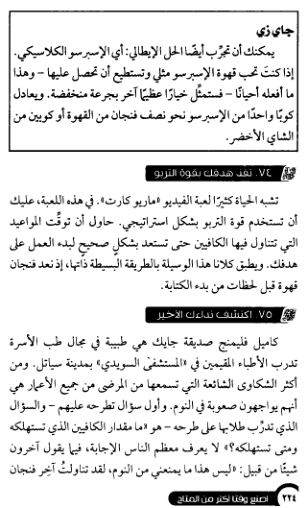 جاي زي
يمكنك أن تجرِّب أيضًا الحل الإيطالي: أي الإسبرسو الكلاسيكي.
إذا كنتَ تحب قهوة الإسبرسو مثلي وتستطيع أن تحصل عليها – وهذا
ما أفعله أحيانًا – فستمثِّل خيارًا عظيمًا آخر بجرعة منخفضة. ويعادل
كوبًا واحدًا من الإسبرسو نحو نصف فنجان من القهوة أو كوبين من
الشاي الأخضر.
٧٤. نفذ هدفك بقوة التربو
تشبه الحياة كثيرًا لعبة الفيديو «ماريو كارت». في هذه اللعبة، عليك
أن تستخدم قوة التربو بشكل استراتيجي. حاول أن توقِّت المواعيد
التي تتناول فيها الكافيين حتى تستعد بشكلٍ صحيحٍ لبدء العمل على
هدفك. ويطبق كلانا هذا الوسيلة بالطريقة البسيطة ذاتها، إذ نعد فنجان
قهوة قبل لحظات من بدء الكتابة.
٧٥. اكتشف نداءك الأخير
كاميل فليمنج صديقة جايك هي طبيبة في مجال طب الأسرة
تدرب الأطباء المقيمين في «المستشفى السويدي» بمدينة سياتل. ومن
أكثر الشكاوى الشائعة التي تسمعها من المرضى من جميع الأعمار هي
أنهم يواجهون صعوبة في النوم. وأول سؤال تطرحه عليهم – والسؤال
الذي تدرِّب طلابها على طرحه – هو «ما مقدار الكافيين الذي تستهلكه
ومتى تستهلكه؟» لا يعرف معظم الناس الإجابة، فيما يقول آخرون
شيئًا من قبيل: «ليس هذا ما يمنعني من النوم، لقد تناولتُ آخِر فنجان
٢٢٤ اصنع وقتا أكثر من المتاح